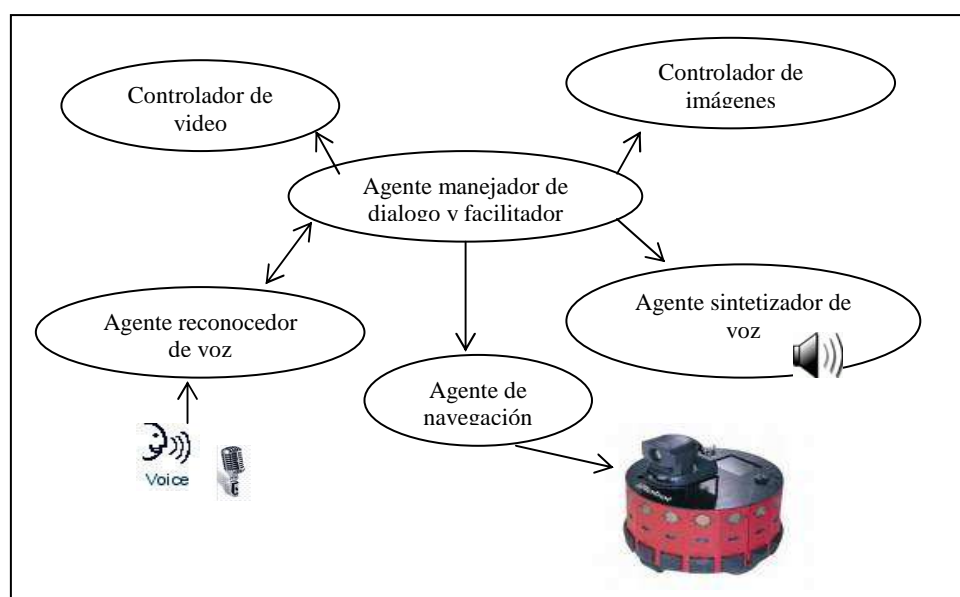 Controlador de
video
Controlador de
imágenes
Agente manejador de
dialogo y facilitador
Agente reconocedor
de voz
Agente sintetizador de
voz
Agente de
navegación
Voice
iRobot